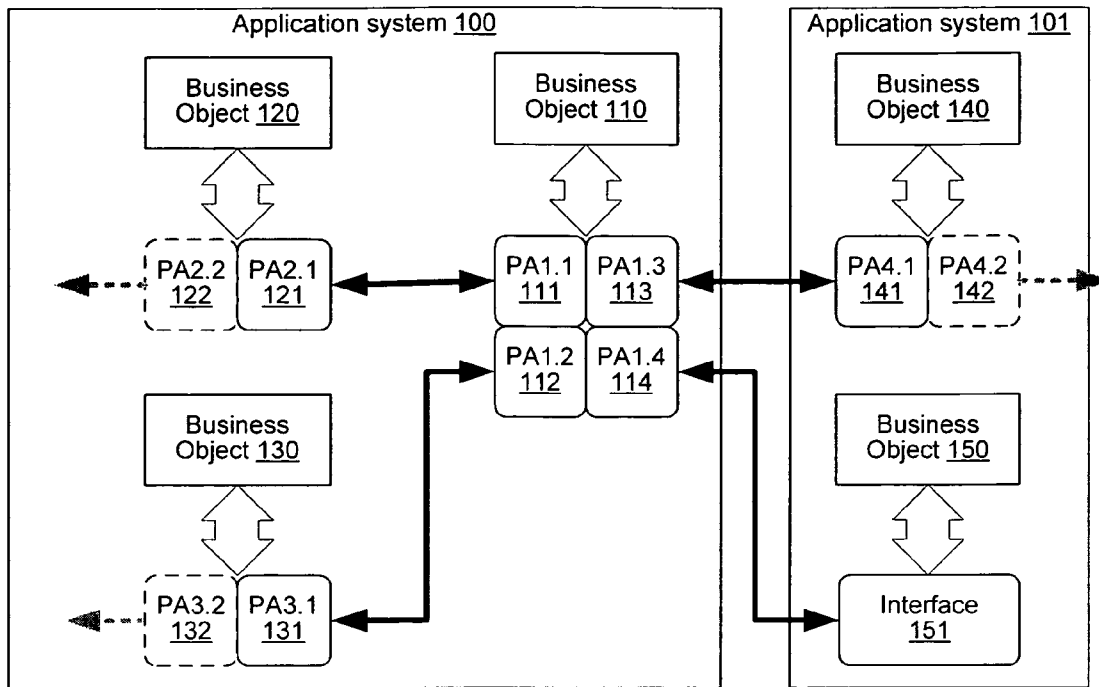 Application system 100
Application system 101
Business
Object 120
Business
Object 110
Business
Object 140
PA2.2
122
PA2.1
121
PA1.1
111
PA1.3
113
PA4.1
141
PA4.2
142
PA1.2
112
PA1.4
114
Business
Object 130
Business
Object 150
PA3.2
132
PA3.1
131
Interface
151